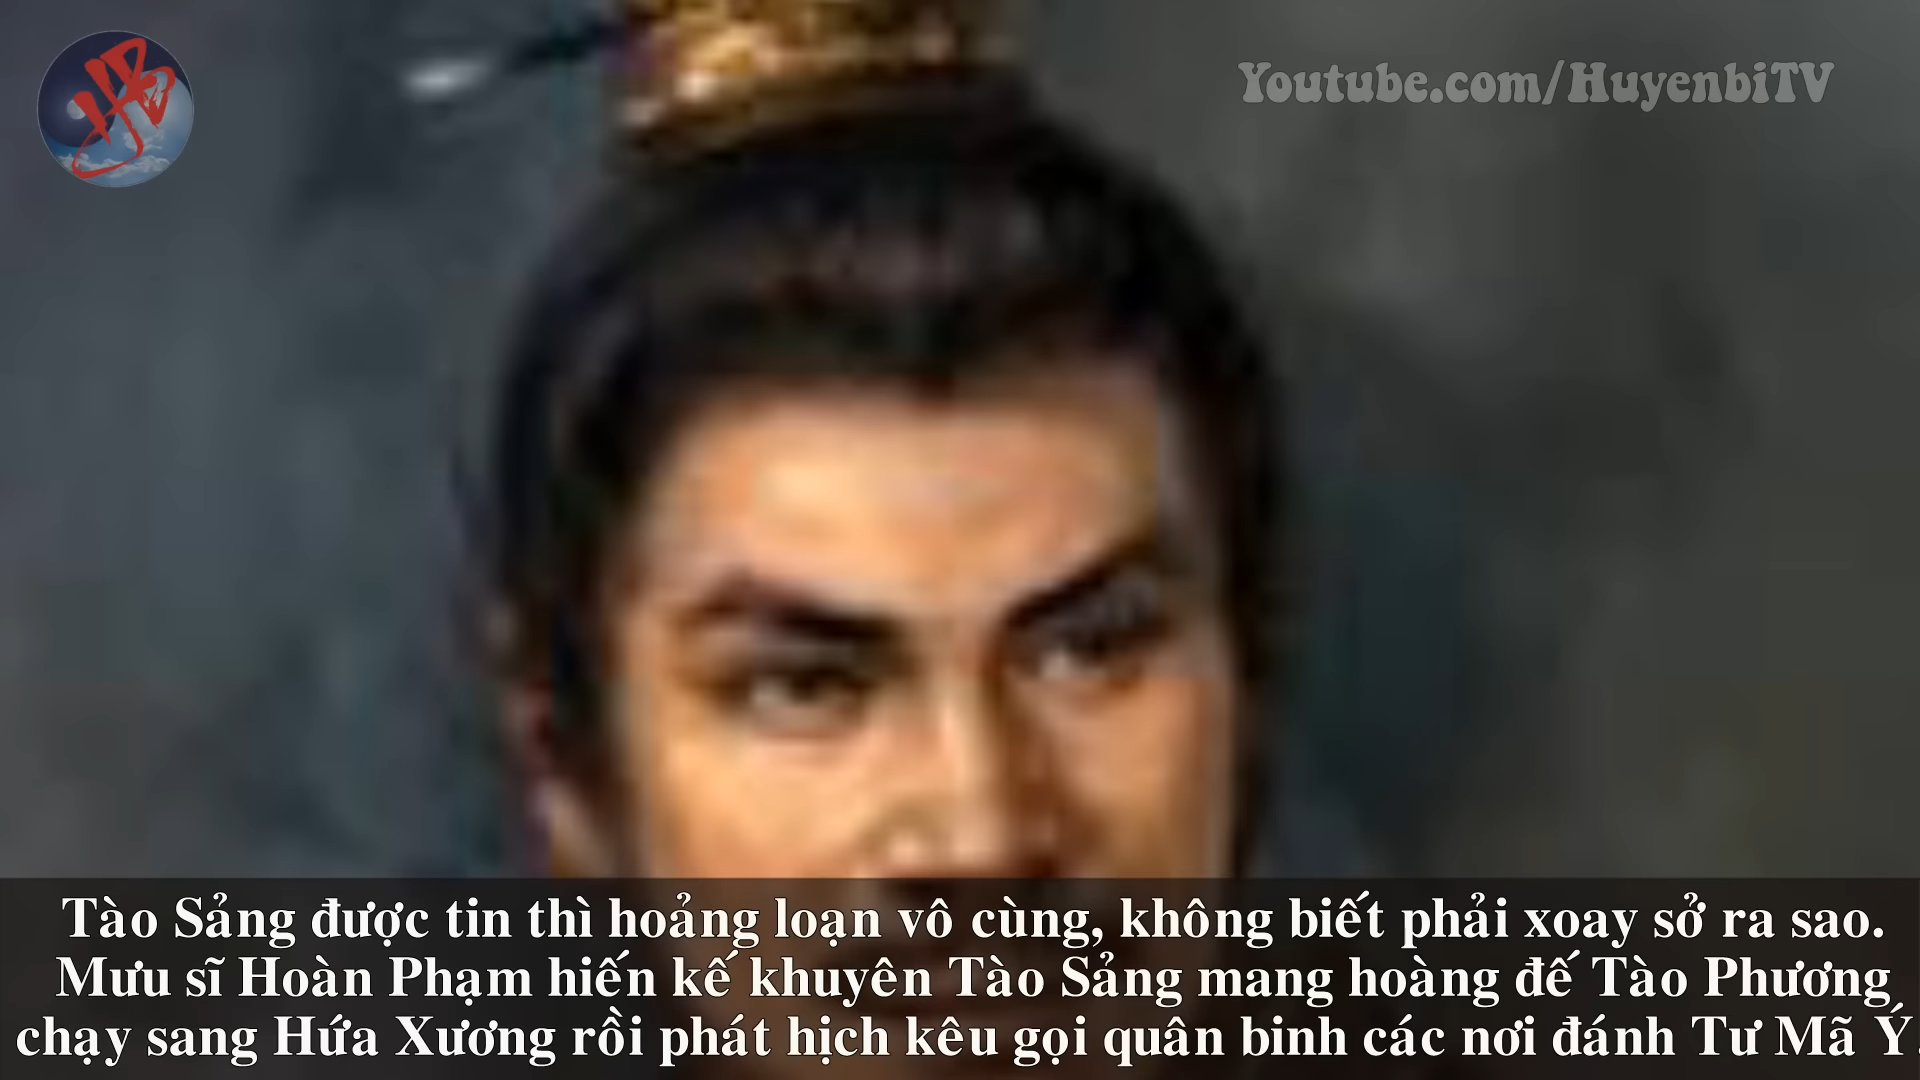 Youtube.com/HuyenbiTV
Tào Sảng được tin thì hoảng loạn vô cùng, không biết phải xoay sở ra sao.
Mưu sĩ Hoàn Phạm hiến kế khuyên Tào Sảng mang hoàng đế Tào Phương
chạy sang Hứa Xương rồi phát hịch kêu gọi quân binh các nơi đánh Tư Mã Ý.